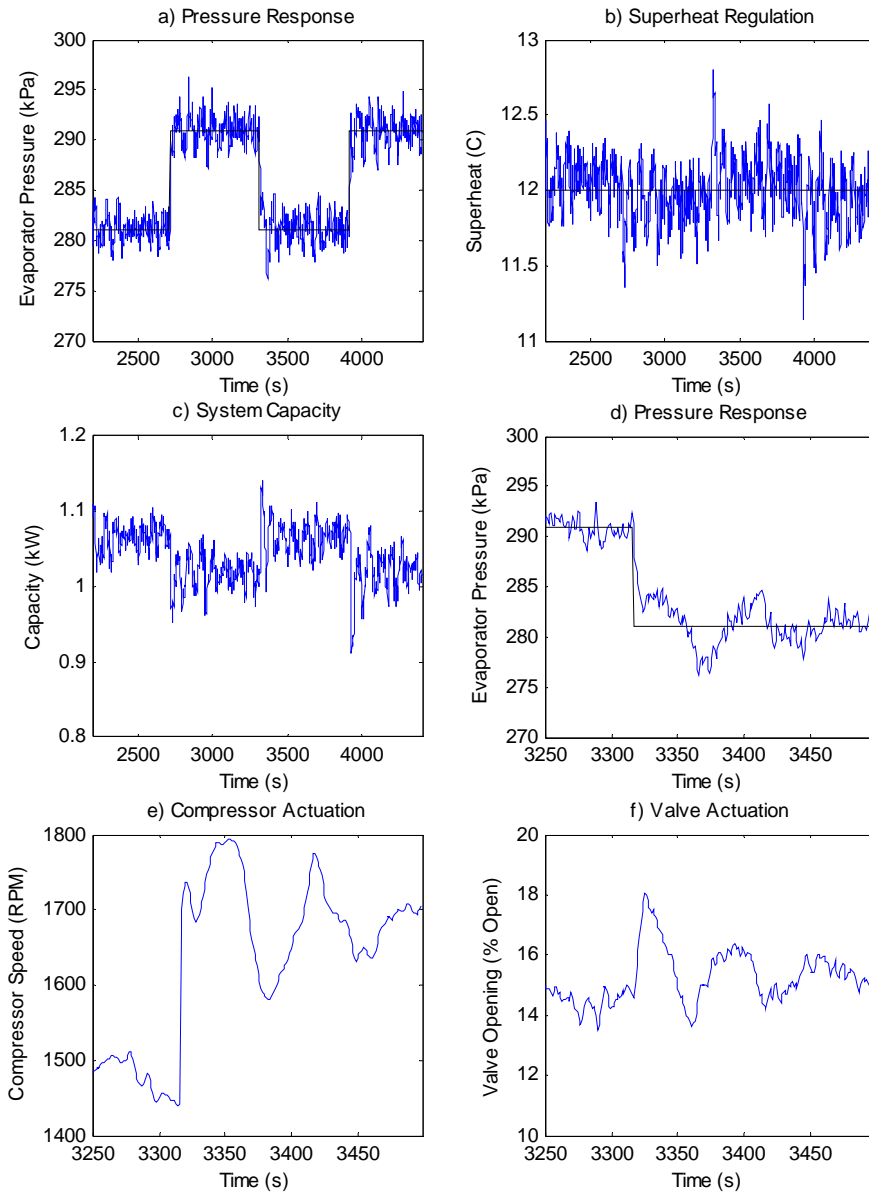 a) Pressure Response
300
295
290
285
280
275
270
Evaporator Pressure (kPa)
2500 3000 3500 4000
Time (s)
b) Superheat Regulation
13
12.5
12
11.5
11
Superheat (C)
2500 3000 3500 4000
Time (s)
c) System Capacity
1.2
1.1
1
0.9
0.8
Capacity (kW)
2500 3000 3500 4000
Time (s)
d) Pressure Response
300
295
290
285
280
275
270
Evaporator Pressure (kPa)
3250 3300 3350 3400 3450
Time (s)
e) Compressor Actuation
1800
1700
1600
1500
1400
Compressor Speed (RPM)
3250 3300 3350 3400 3450
Time (s)
f) Valve Actuation
20
18
16
14
12
10
Valve Opening (% Open)
3250 3300 3350 3400 3450
Time (s)